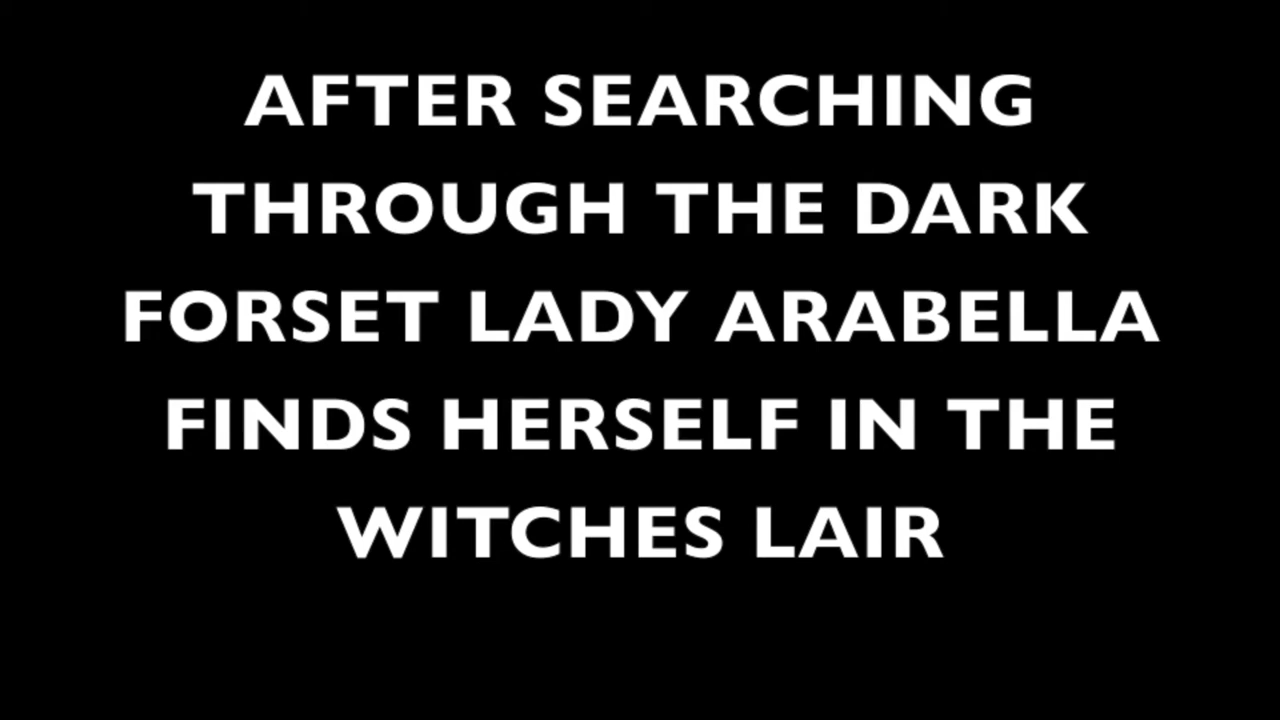 AFTER SEARCHING
THROUGH THE DARK
FORSET LADY ARABELLA
FINDS HERSELF IN THE
WITCHES LAIR